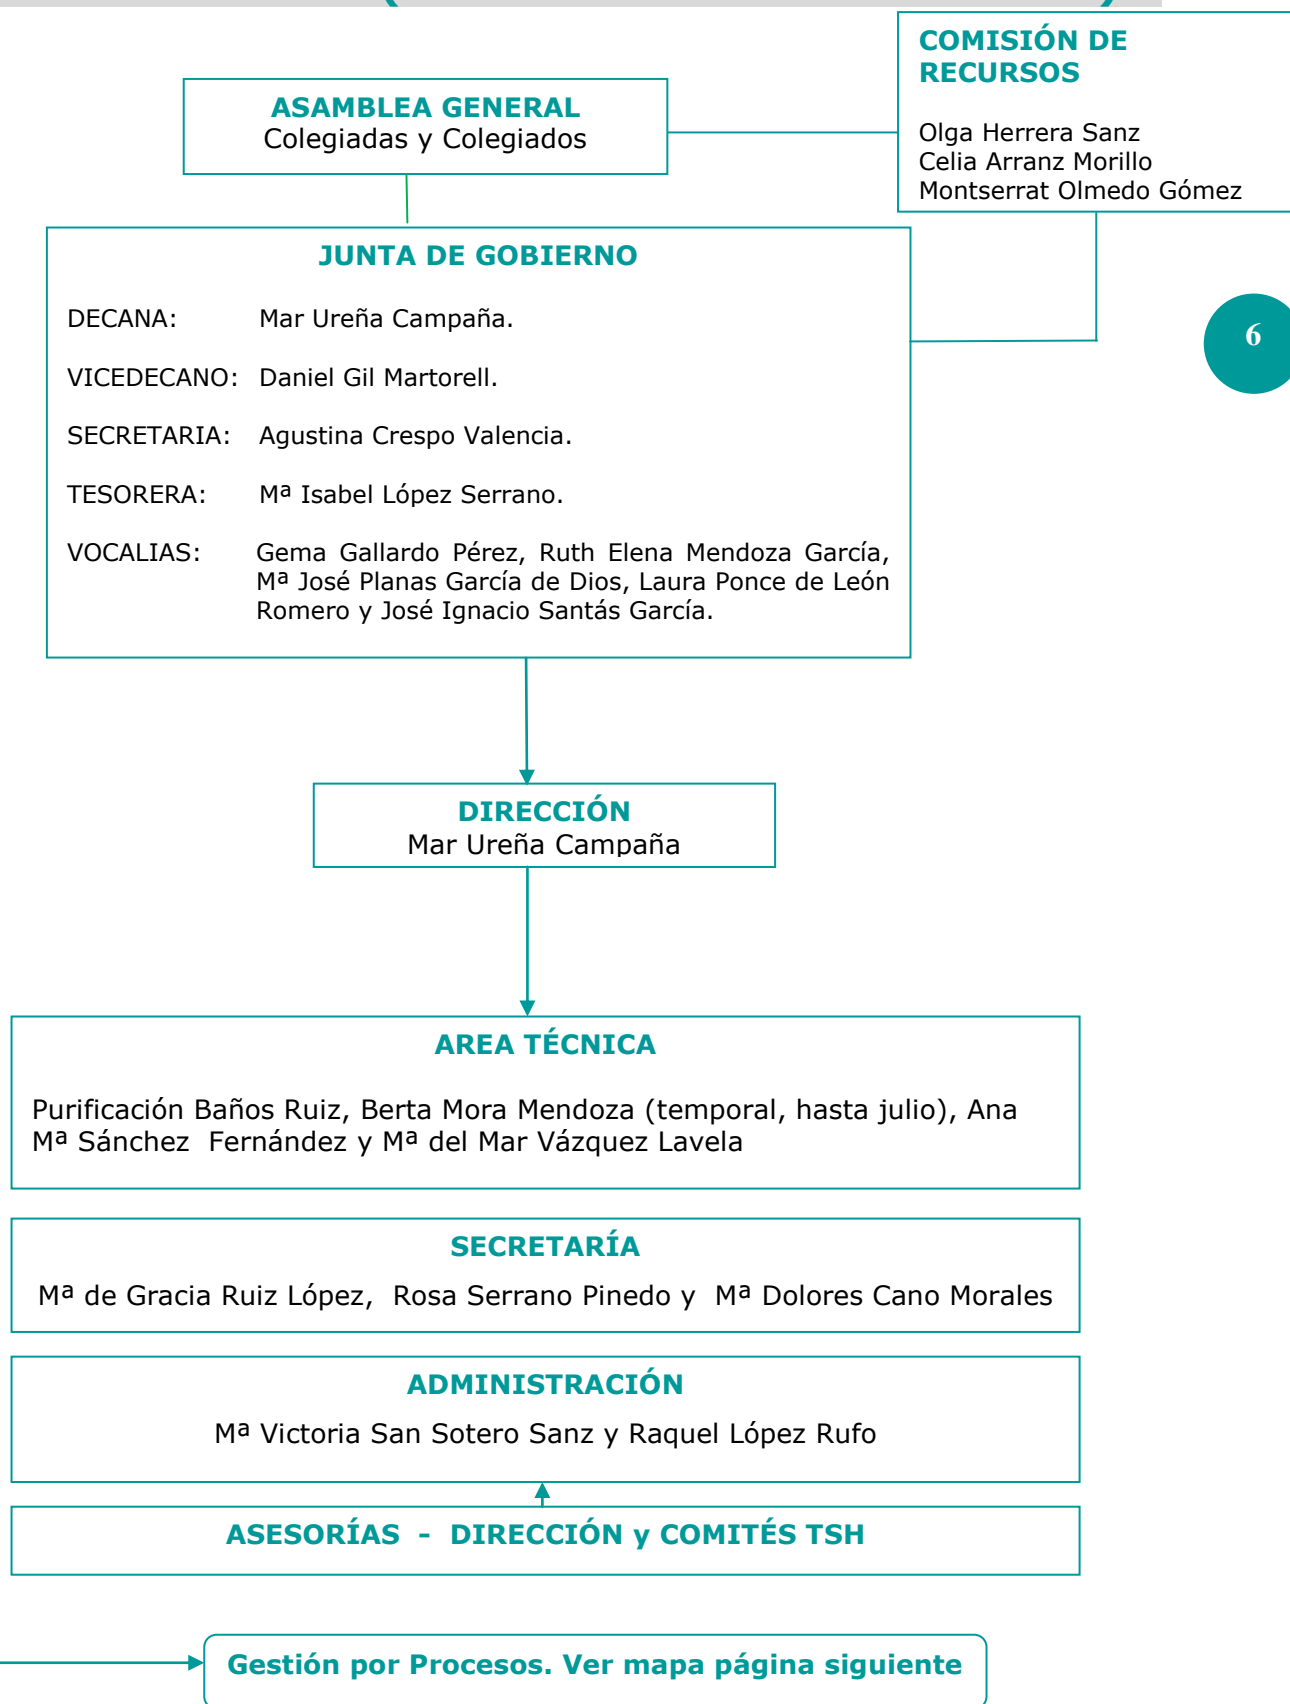 COMISIÓN DE
RECURSOS
Olga Herrera Sanz
Celia Arranz Morillo
Montserrat Olmedo Gómez
ASAMBLEA GENERAL
Colegiadas y Colegiados
JUNTA DE GOBIERNO
DECANA: Mar Ureña Campaña.
VICEDECANO: Daniel Gil Martorell.
SECRETARIA: Agustina Crespo Valencia.
TESORERA: Mª Isabel López Serrano.
VOCALIAS: Gema Gallardo Pérez, Ruth Elena Mendoza García,
Mª José Planas García de Dios, Laura Ponce de León
Romero y José Ignacio Santás García.
6
DIRECCIÓN
Mar Ureña Campaña
AREA TÉCNICA
Purificación Baños Ruiz, Berta Mora Mendoza (temporal, hasta julio), Ana
Mª Sánchez Fernández y Mª del Mar Vázquez Lavela
SECRETARÍA
Mª de Gracia Ruiz López, Rosa Serrano Pinedo y Mª Dolores Cano Morales
ADMINISTRACIÓN
Mª Victoria San Sotero Sanz y Raquel López Rufo
ASESORÍAS - DIRECCIÓN y COMITÉS TSH
Gestión por Procesos. Ver mapa página siguiente